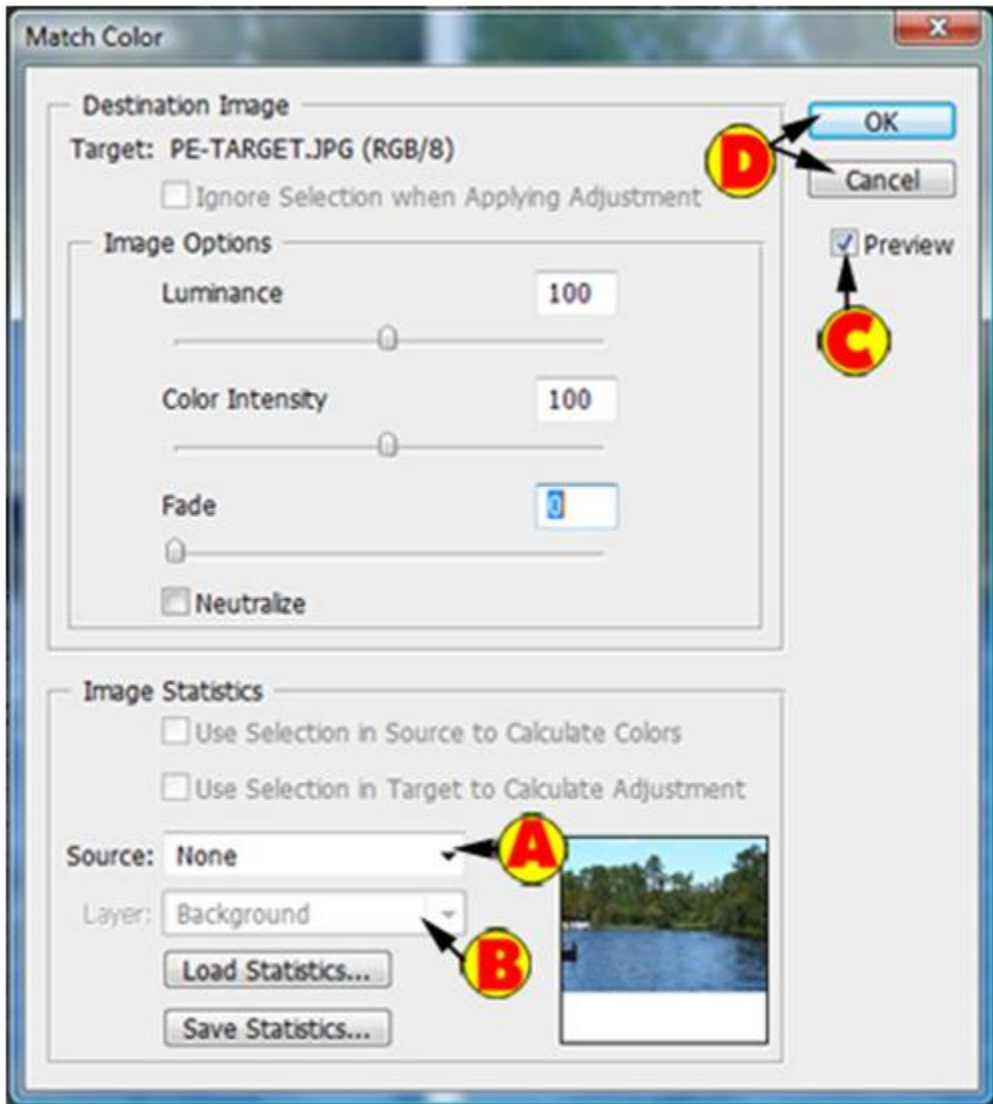 Match Color
x
Destination Image
Target: PE-TARGET.JPG (RGB/8)
Ignore Selection when Applying Adjustment
D
OK
Cancel
Preview
C
Image Options
Luminance 100
Color Intensity 100
Fade 0
Neutralize
Image Statistics
Use Selection in Source to Calculate Colors
Use Selection in Target to Calculate Adjustment
Source: None
A
Layer: Background
B
Load Statistics...
Save Statistics...